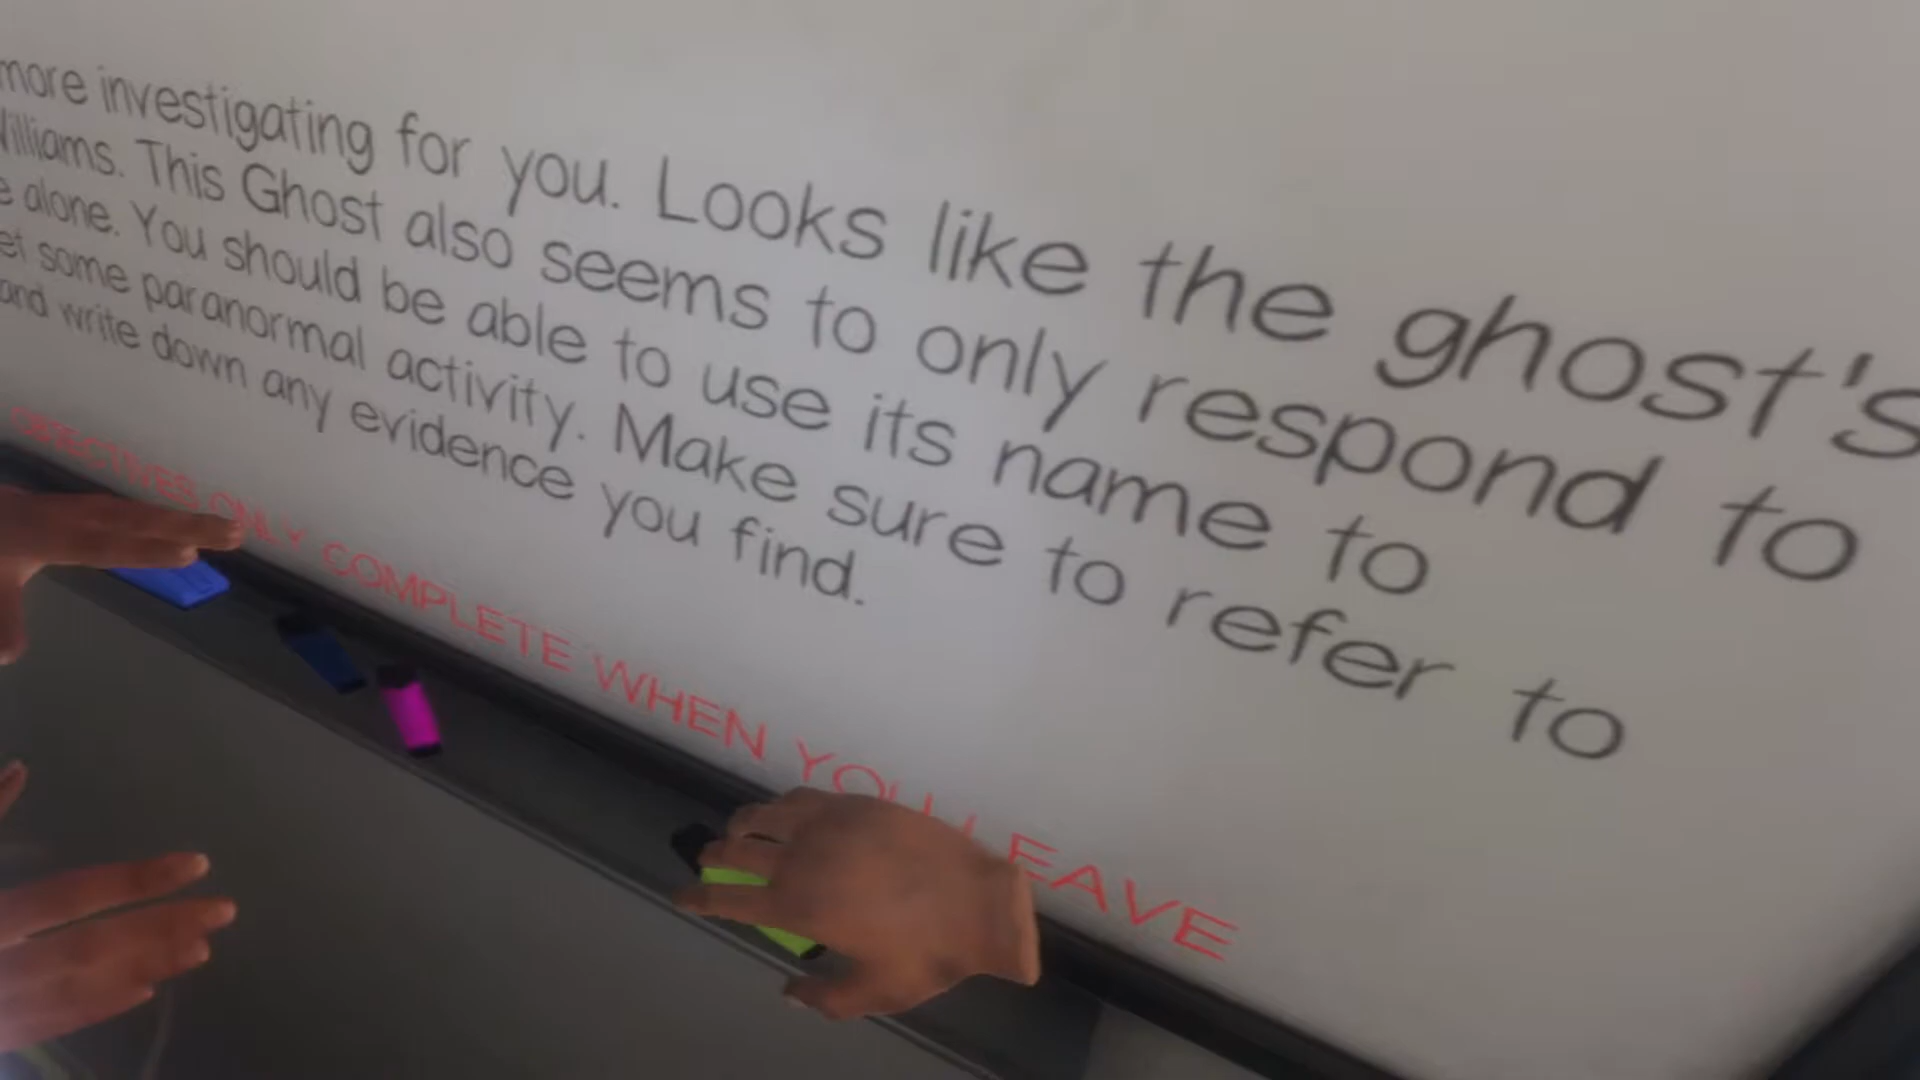 more investigating for you. Looks like the ghost's
Williams. This Ghost also seems to only respond to
alone. You should be able to use its name to
some paranormal activity. Make sure to refer to
and write down any evidence you find.
OBJECTIVES ONLY COMPLETE WHEN YOU LEAVE